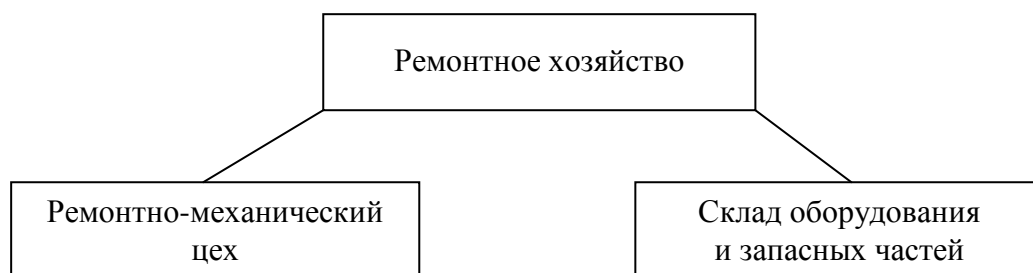 Ремонтное хозяйство
Ремонтно-механический
цех
Склад оборудования
и запасных частей